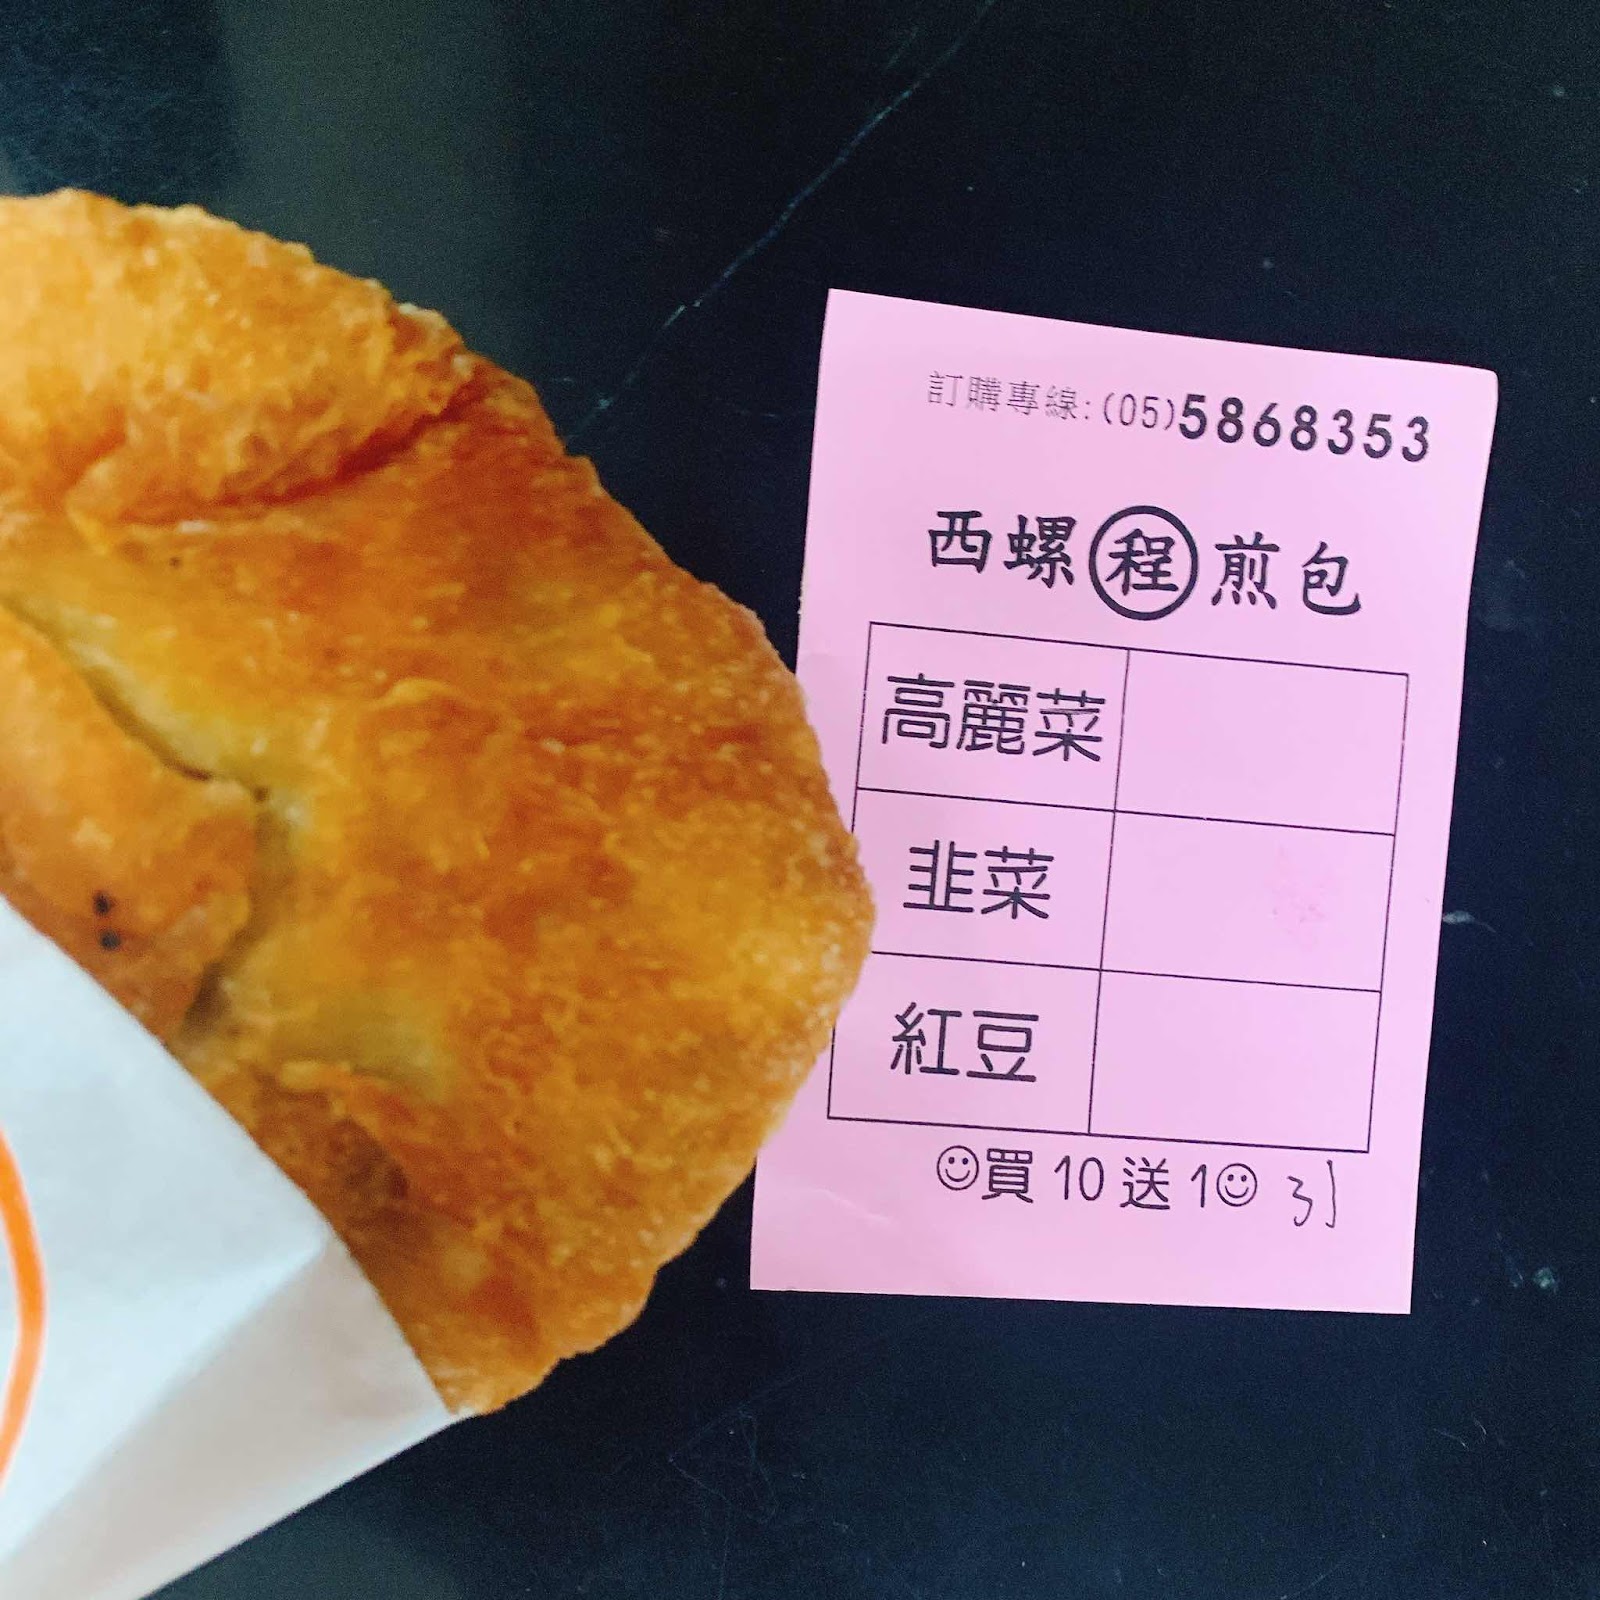 訂購專線:(05)5868353
西螺程煎包
高麗菜
韭菜
紅豆
☺買10送1☺